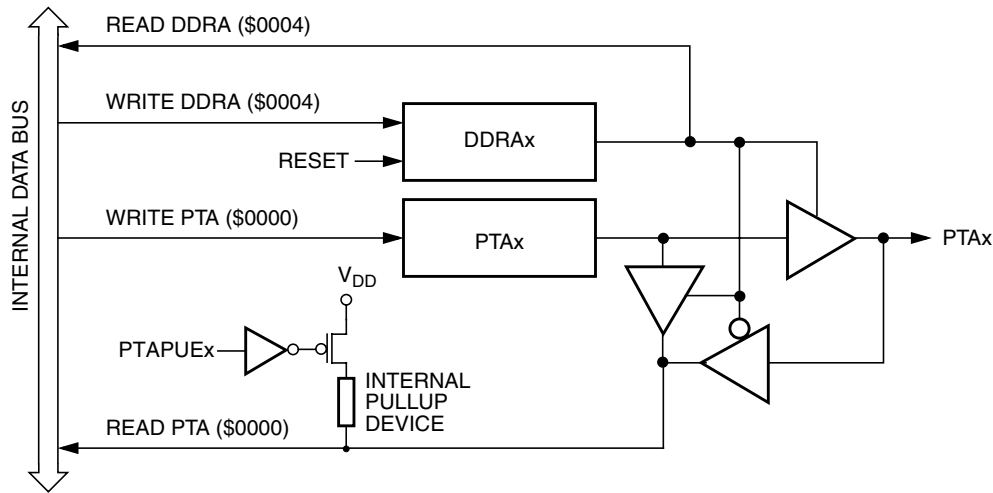 READ DDRA ($0004)
WRITE DDRA ($0004)
DDRAx
RESET
WRITE PTA ($0000)
PTAx
PTAx
INTERNAL DATA BUS
VDD
PTAPUEx
INTERNAL
PULLUP
DEVICE
READ PTA ($0000)